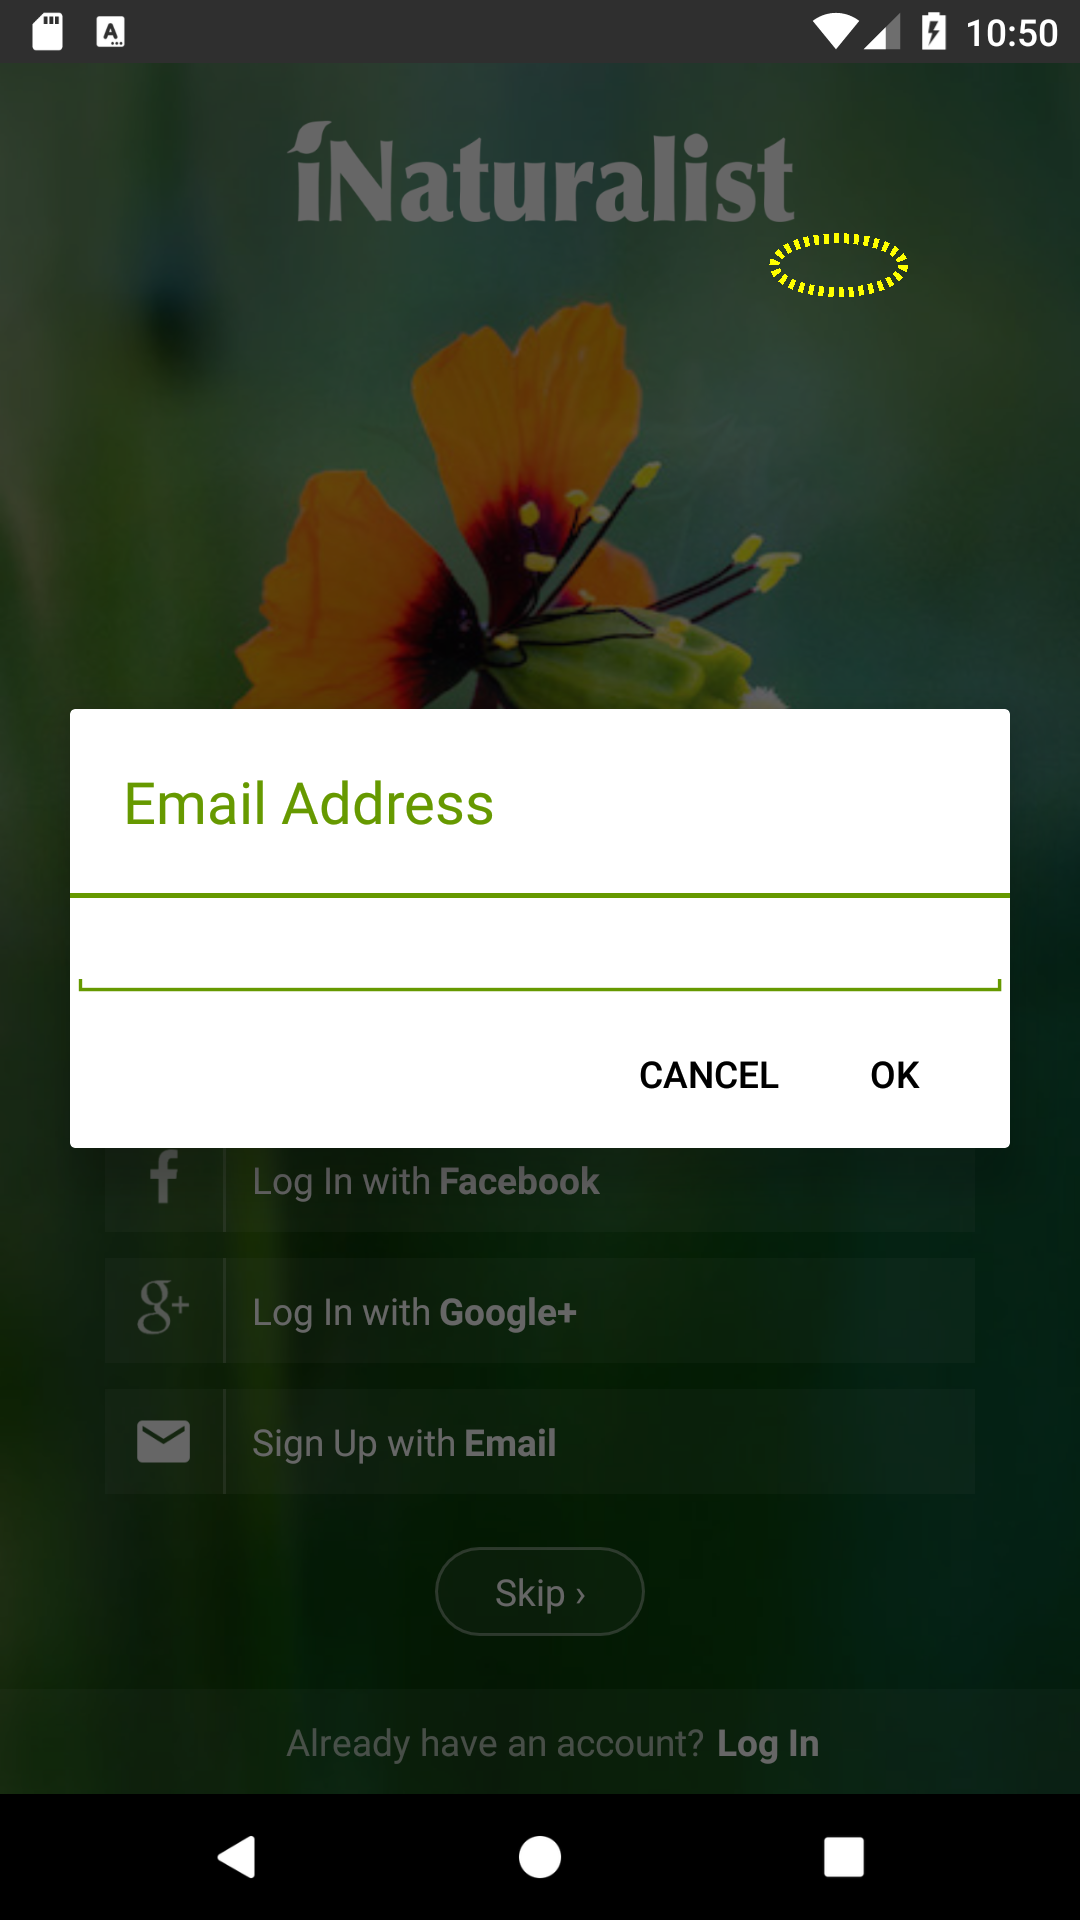 10:50
iNaturalist
Email Address
CANCEL OK
Log In with Facebook
g+ Log In with Google+
Sign Up with Email
Skip ›
Already have an account? Log In